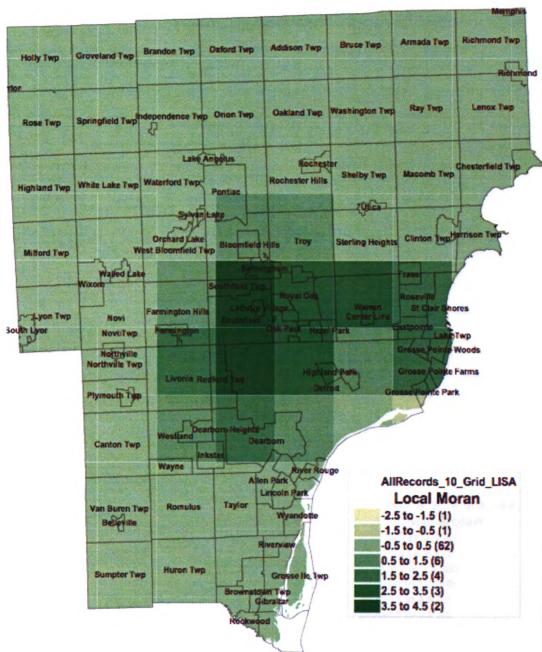 Memphis
Holly Twp Groveland Twp Brandon Twp Oxford Twp Addison Twp Bruce Twp Armada Twp Richmond Twp
Richmond
Rose Twp Springfield Twp Independence Twp Orion Twp Oakland Twp Washington Twp Ray Twp Lenox Twp
Lake Angelus Rochester
Highland Twp White Lake Twp Waterford Twp Pontiac Rochester Hills Shelby Twp Macomb Twp Chesterfield Twp
Sylvan Lake Utica
Orchard Lake Bloomfield Hills Troy Sterling Heights Clinton Twp Harrison Twp
Milford Twp West Bloomfield Twp
Walled Lake Birmingham Fraser
Wixom Southfield Twp Royal Oak Warren Roseville
Lyon Twp Novi Farmington Hills Lathrup Village Center Line St Clair Shores
South Lyon Novi Twp Farmington Southfield Oak Park Hazel Park Eastpointe Lake Twp
Northville Grosse Pointe Woods
Northville Twp Livonia Redford Twp Highland Park Grosse Pointe Farms
Plymouth Twp Detroit Grosse Pointe Park
Dearborn Heights
Canton Twp Westland Dearborn
Inkster
Wayne River Rouge
Allen Park
Lincoln Park
Van Buren Twp Romulus Taylor Wyandotte
Belleville
Riverview
Sumpter Twp Huron Twp Grosse Ile Twp
Brownstown Twp
Gibraltar
Rockwood
AllRecords_10_Grid_LISA
Local Moran
-2.5 to -1.5 (1)
-1.5 to -0.5 (1)
-0.5 to 0.5 (62)
0.5 to 1.5 (6)
1.5 to 2.5 (4)
2.5 to 3.5 (3)
3.5 to 4.5 (2)